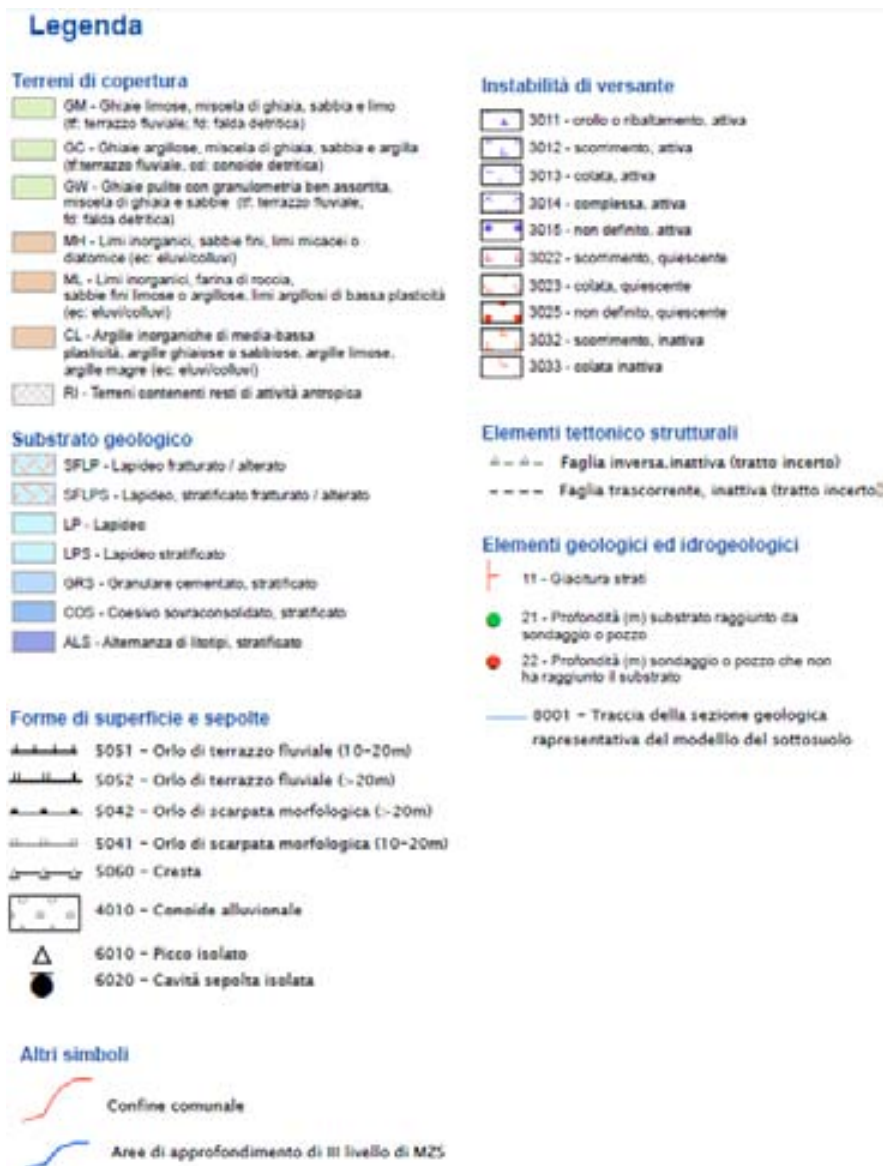 Legenda
Terreni di copertura
GM - Ghiaie limose, miscela di ghiaia, sabbia e limo
(tf: terrazzo fluviale; fd: falda detritica)
GC - Ghiaie argillose, miscela di ghiaia, sabbia e argilla
(tf:terrazzo fluviale, cd: conoide detritica)
GW - Ghiaie pulite con granulometria ben assortita,
miscela di ghiaia e sabbie (tf: terrazzo fluviale,
fd: falda detritica)
MH - Limi inorganici, sabbie fini, limi micacei o
diatomice (ec: eluvi/colluvi)
ML - Limi inorganici, farina di roccia,
sabbie fini limose o argillose, limi argillosi di bassa plasticità
(ec: eluvi/colluvi)
CL - Argille inorganiche di media-bassa
plasticità, argille ghiaiose o sabbiose, argille limose,
argille magre (ec. eluvi/colluvi)
RI - Terreni contenenti resti di attività antropica
Substrato geologico
SFLP - Lapideo fratturato / alterato
SFLPS - Lapideo, stratificato fratturato / alterato
LP - Lapideo
LPS - Lapideo stratificato
GRS - Granulare cementato, stratificato
COS - Coesivo sovraconsolidato, stratificato
ALS - Alternanza di litotipi, stratificato
Forme di superficie e sepolte
5051 - Orlo di terrazzo fluviale (10-20m)
5052 - Orlo di terrazzo fluviale (>20m)
5042 - Orlo di scarpata morfologica (>20m)
5041 - Orlo di scarpata morfologica (10-20m)
5060 - Cresta
4010 - Conoide alluvionale
6010 - Picco isolato
6020 - Cavità sepolta isolata
Altri simboli
Confine comunale
Aree di approfondimento di III livello di MZS
Instabilità di versante
3011 - crollo o ribaltamento, attiva
3012 - scorrimento, attiva
3013 - colata, attiva
3014 - complessa, attiva
3015 - non definito, attiva
3022 - scorrimento, quiescente
3023 - colata, quiescente
3025 - non definito, quiescente
3032 - scorrimento, inattiva
3033 - colata inattiva
Elementi tettonico strutturali
Faglia inversa,inattiva (tratto incerto)
Faglia trascorrente, inattiva (tratto incerto)
Elementi geologici ed idrogeologici
11 - Giacitura strati
21 - Profondità (m) substrato raggiunto da
sondaggio o pozzo
22 - Profondità (m) sondaggio o pozzo che non
ha raggiunto il substrato
8001 - Traccia della sezione geologica
rapresentativa del modelllo del sottosuolo